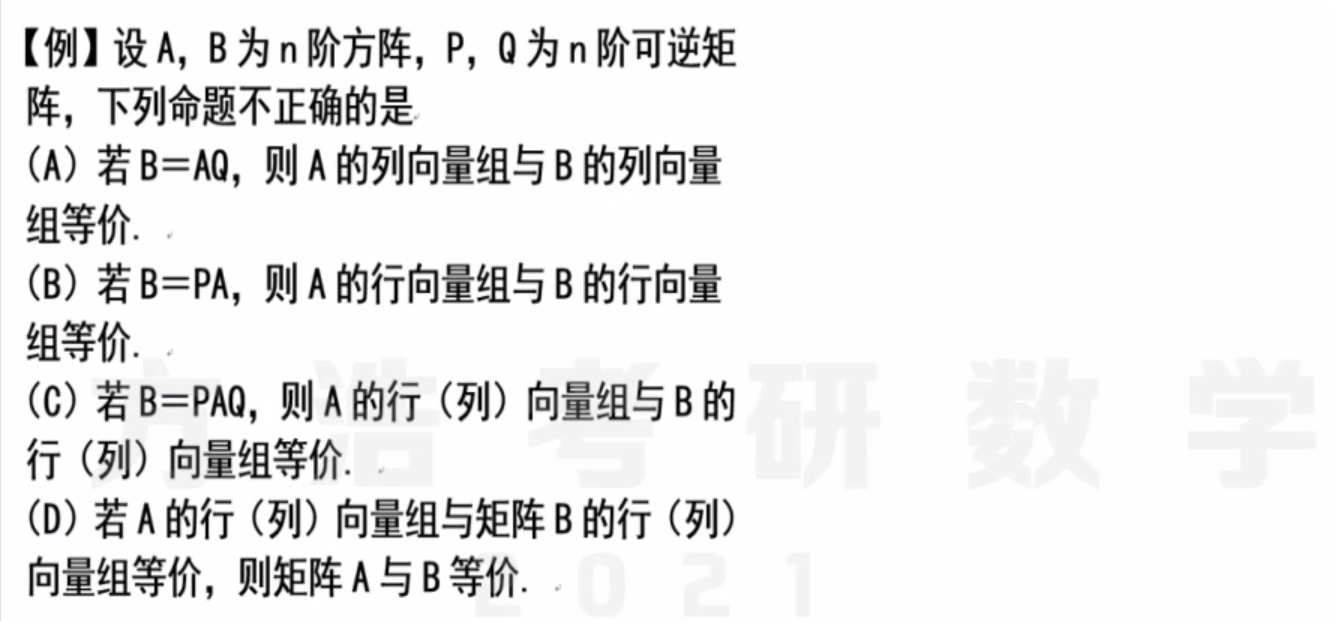 【例】设 A，B 为 n 阶方阵，P，Q 为 n 阶可逆矩
阵，下列命题不正确的是
（A）若 B＝AQ，则 A 的列向量组与 B 的列向量
组等价.
（B）若 B＝PA，则 A 的行向量组与 B 的行向量
组等价.
（C）若 B＝PAQ，则 A 的行（列）向量组与 B 的
行（列）向量组等价.
（D）若 A 的行（列）向量组与矩阵 B 的行（列）
向量组等价，则矩阵 A 与 B 等价.
方浩考研数学
2021